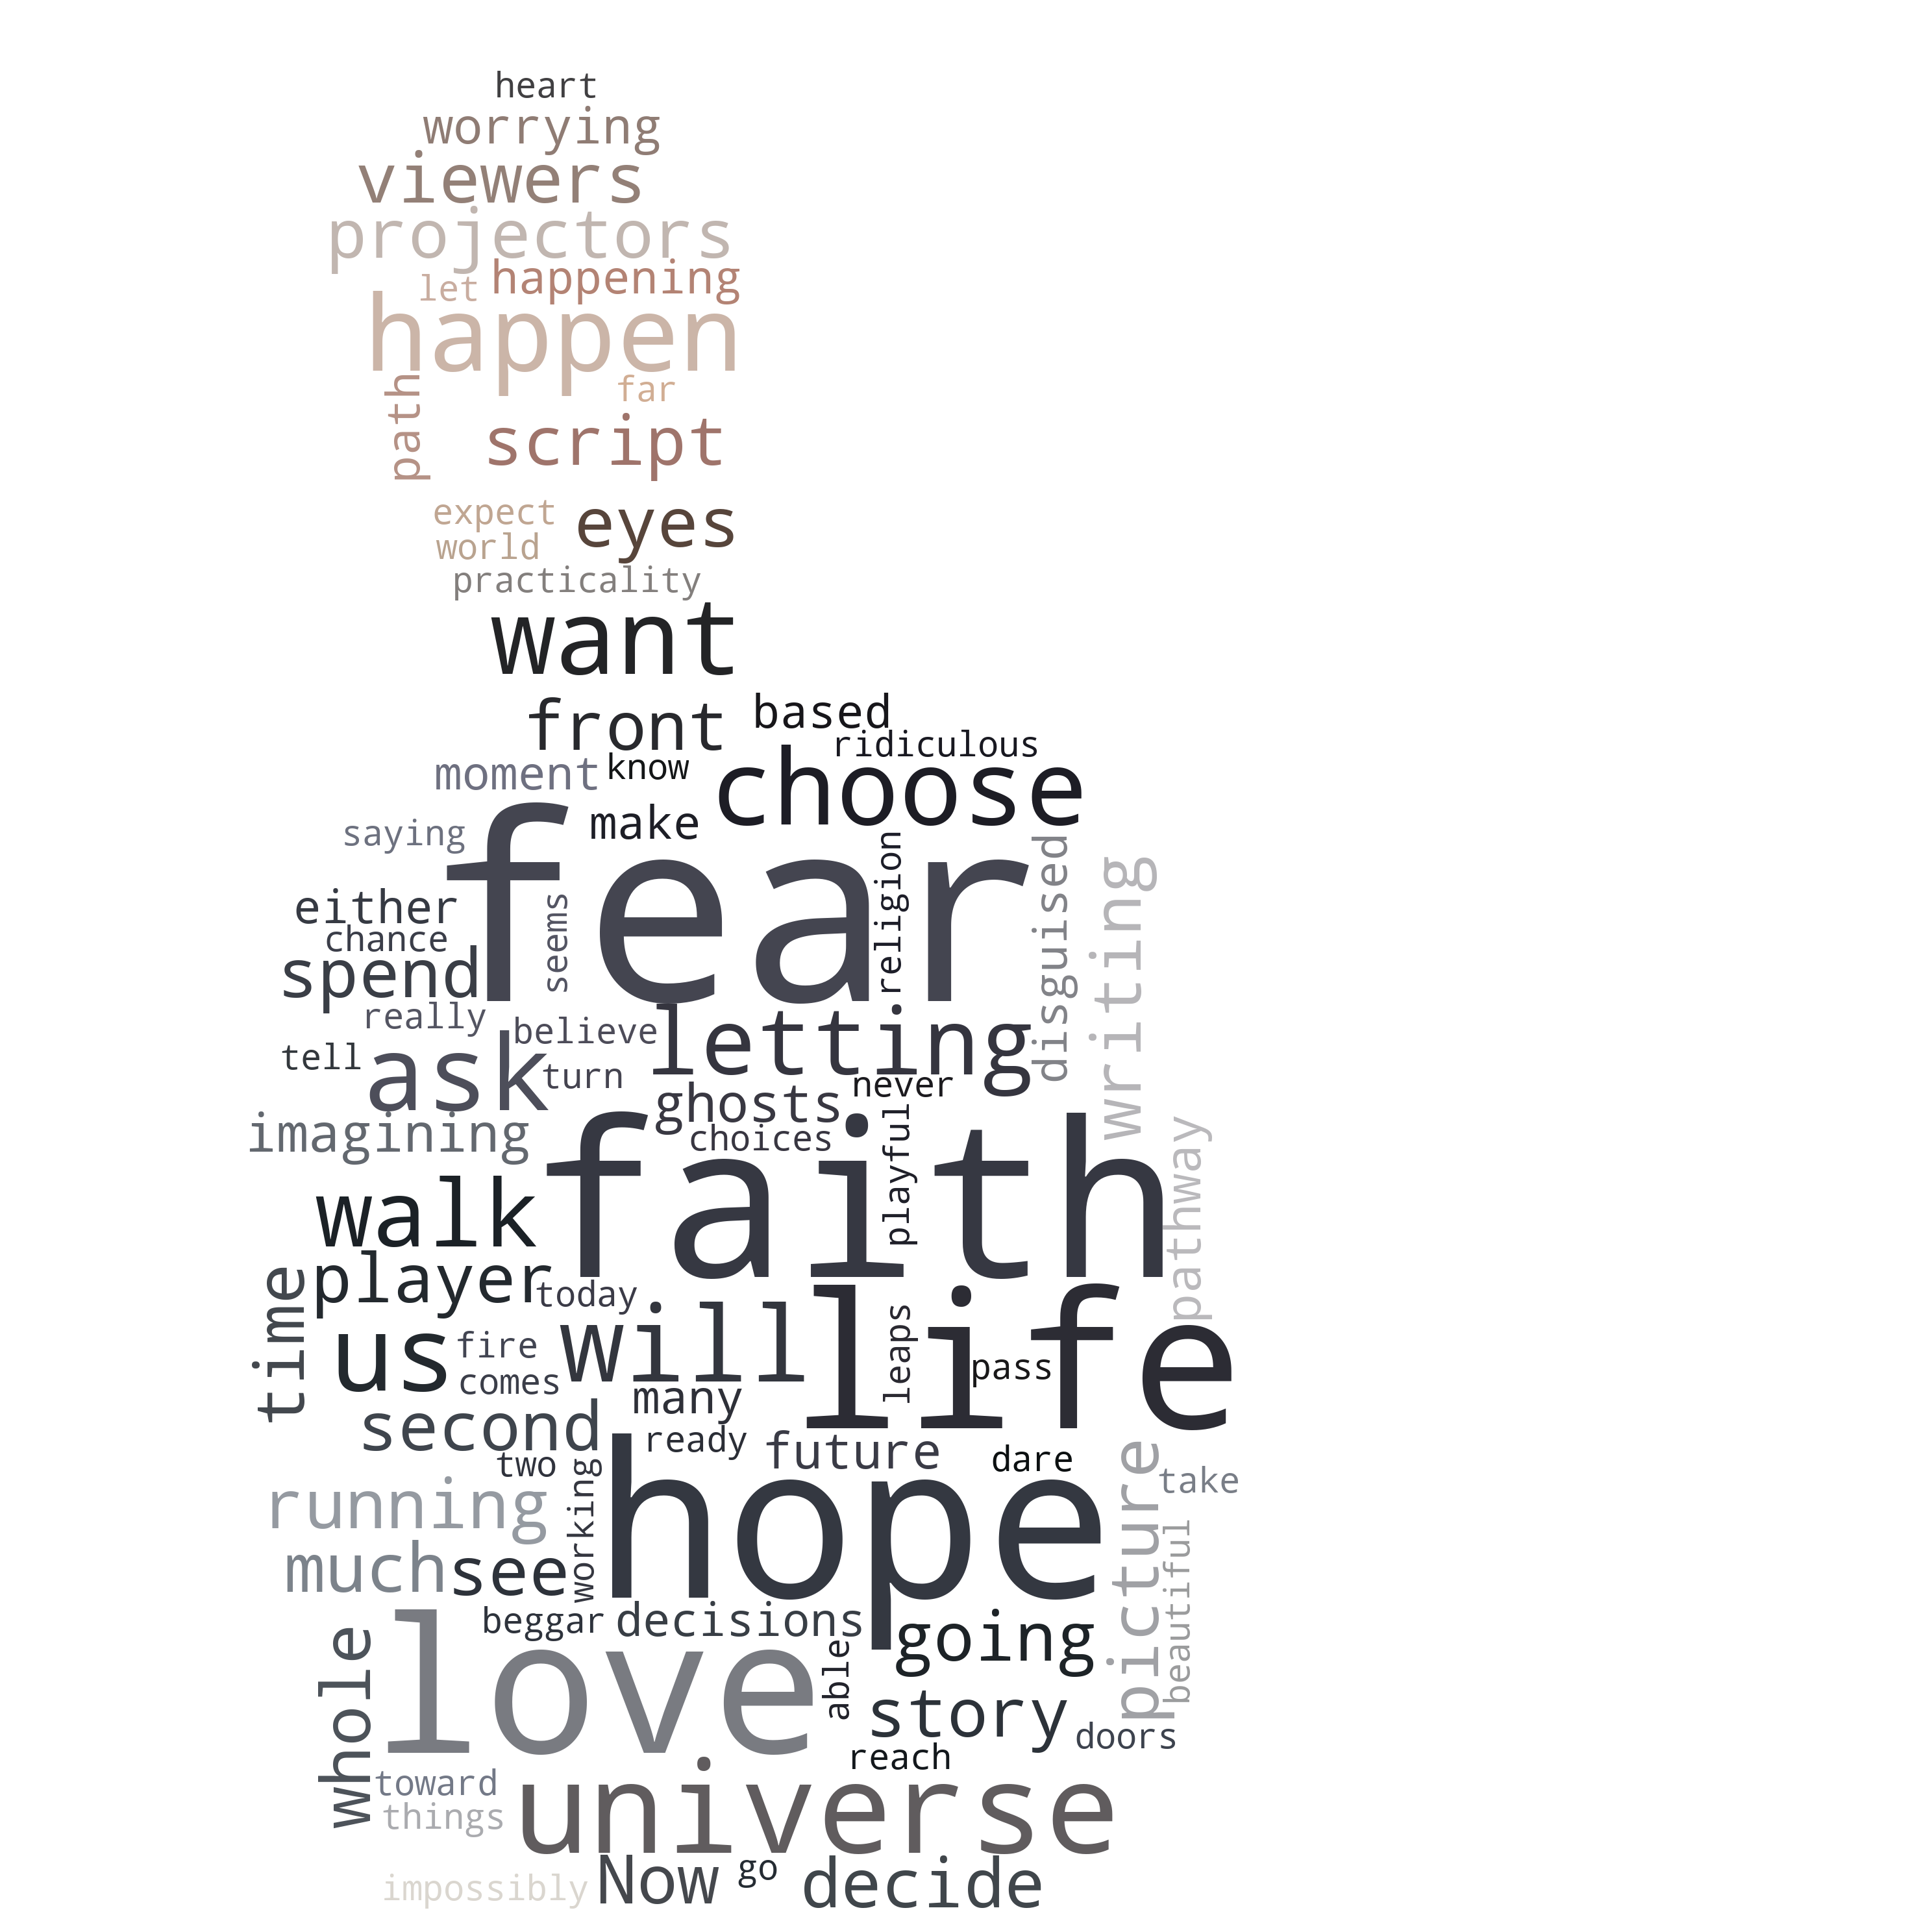 heart
worrying
viewers
projectors
let happening
happen
path far
script
expect eyes
world
practicality
want
front based
ridiculous
moment know choose
saying make
fear
either seems religion disguised writing
chance
spend
really believe letting
tell ask turn never
ghosts
imagining choices
faith playful pathway
walk
player today
time us fire will leaps life
comes pass
many
second ready future dare
two working take
running hope picture
much see beautiful
beggar decisions going
whole love able
story doors
reach
toward universe
things
impossibly Now go decide